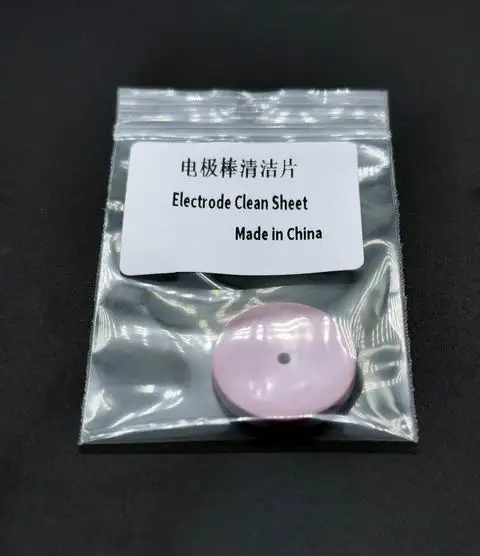 电极棒清洁片
Electrode Clean Sheet
Made in China